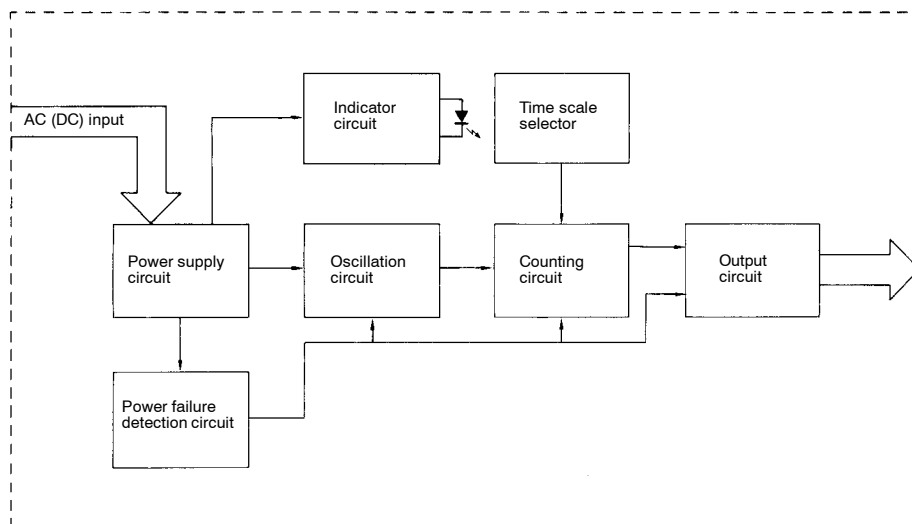 Indicator
circuit
Time scale
selector
AC (DC) input
Power supply
circuit
Oscillation
circuit
Counting
circuit
Output
circuit
Power failure
detection circuit